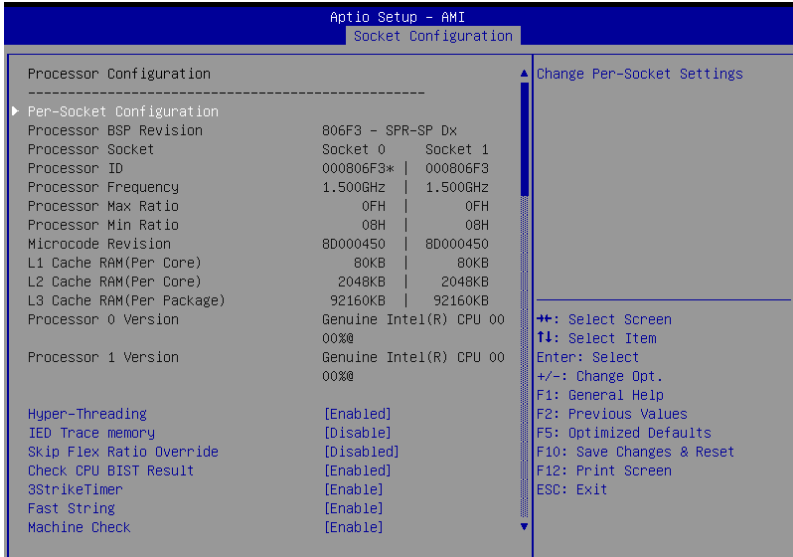 Aptio Setup - AMI
Socket Configuration
Processor Configuration
--------------------------------------------------
Per-Socket Configuration
Processor BSP Revision 806F3 - SPR-SP Dx
Processor Socket Socket 0 Socket 1
Processor ID 000806F3* | 000806F3
Processor Frequency 1.500GHz | 1.500GHz
Processor Max Ratio 0FH | 0FH
Processor Min Ratio 08H | 08H
Microcode Revision 8D000450 | 8D000450
L1 Cache RAM(Per Core) 80KB | 80KB
L2 Cache RAM(Per Core) 2048KB | 2048KB
L3 Cache RAM(Per Package) 92160KB | 92160KB
Processor 0 Version Genuine Intel(R) CPU 00
00%@
Processor 1 Version Genuine Intel(R) CPU 00
00%@
Hyper-Threading [Enabled]
IED Trace memory [Disable]
Skip Flex Ratio Override [Disabled]
Check CPU BIST Result [Enabled]
3StrikeTimer [Enable]
Fast String [Enable]
Machine Check [Enable]
Change Per-Socket Settings
→←: Select Screen
↑↓: Select Item
Enter: Select
+/-: Change Opt.
F1: General Help
F2: Previous Values
F5: Optimized Defaults
F10: Save Changes & Reset
F12: Print Screen
ESC: Exit